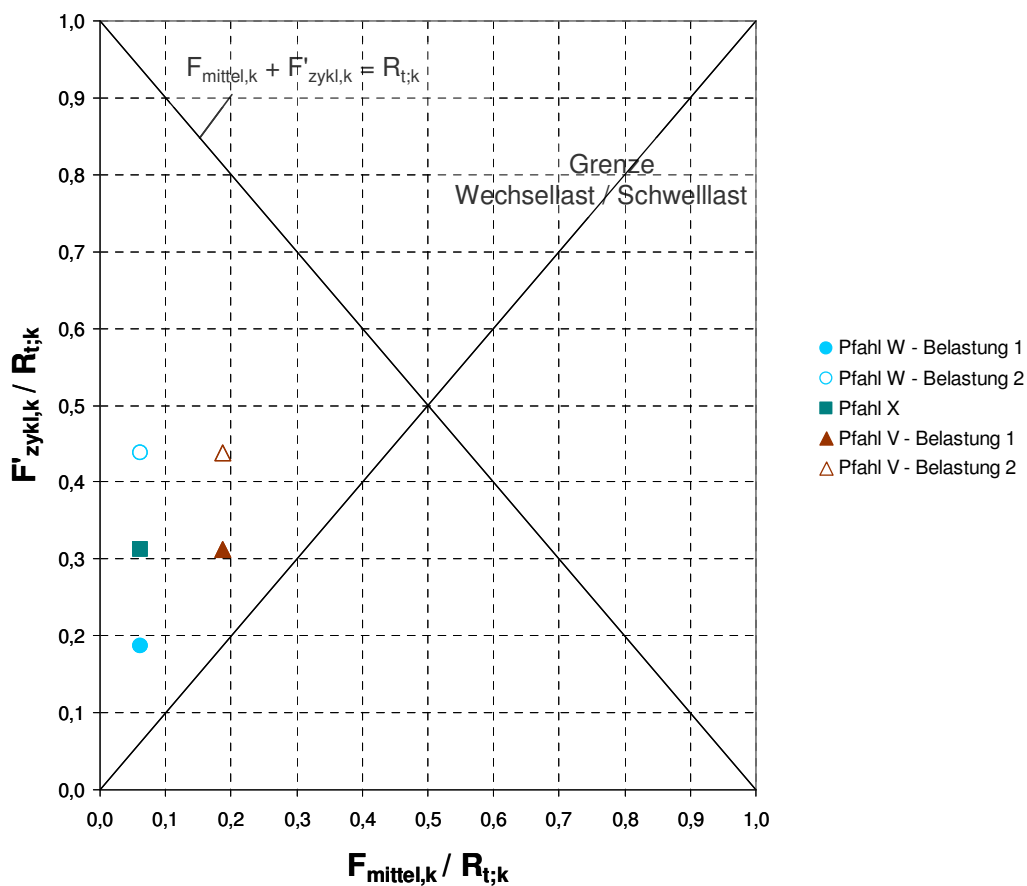 1,0
F_mittel,k + F'_zykl,k = R_t;k
0,9
Grenze
0,8
Wechsellast / Schwelllast
0,7
0,6
0,5
0,4
0,3
0,2
0,1
0,0
F'_zykl,k / R_t;k
0,0 0,1 0,2 0,3 0,4 0,5 0,6 0,7 0,8 0,9 1,0
F_mittel,k / R_t;k
Pfahl W - Belastung 1
Pfahl W - Belastung 2
Pfahl X
Pfahl V - Belastung 1
Pfahl V - Belastung 2